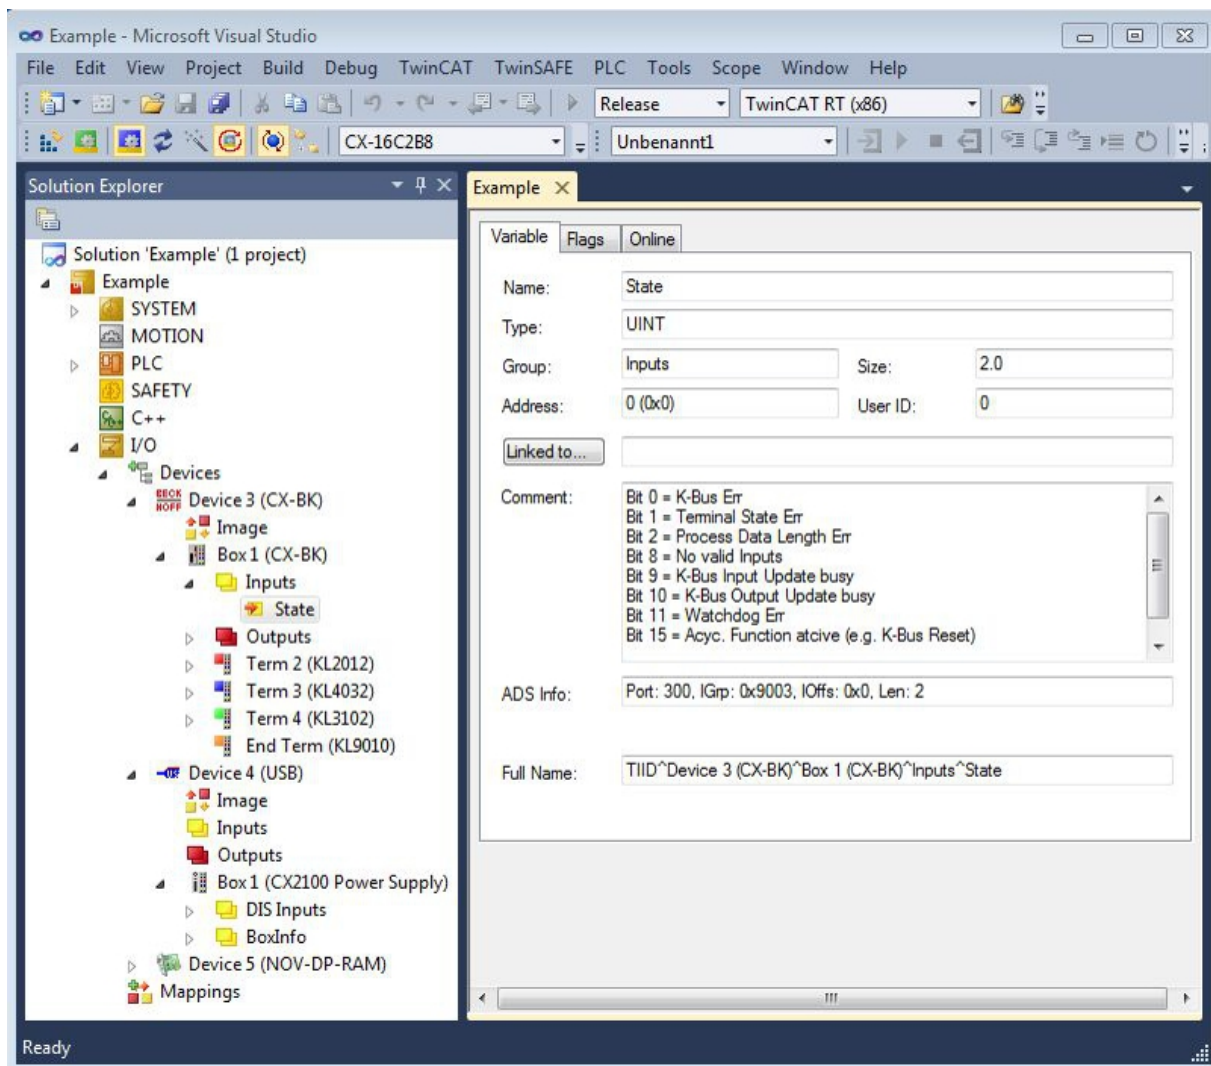 Example - Microsoft Visual Studio
File Edit View Project Build Debug TwinCAT TwinSAFE PLC Tools Scope Window Help
Release TwinCAT RT (x86)
CX-16C2B8 Unbenannt1
Solution Explorer
Solution 'Example' (1 project)
Example
SYSTEM
MOTION
PLC
SAFETY
C++
I/O
Devices
BECKHOFF Device 3 (CX-BK)
Image
Box 1 (CX-BK)
Inputs
State
Outputs
Term 2 (KL2012)
Term 3 (KL4032)
Term 4 (KL3102)
End Term (KL9010)
Device 4 (USB)
Image
Inputs
Outputs
Box 1 (CX2100 Power Supply)
DIS Inputs
BoxInfo
Device 5 (NOV-DP-RAM)
Mappings
Example
Variable Flags Online
Name: State
Type: UINT
Group: Inputs Size: 2.0
Address: 0 (0x0) User ID: 0
Linked to...
Comment: Bit 0 = K-Bus Err
Bit 1 = Terminal State Err
Bit 2 = Process Data Length Err
Bit 8 = No valid Inputs
Bit 9 = K-Bus Input Update busy
Bit 10 = K-Bus Output Update busy
Bit 11 = Watchdog Err
Bit 15 = Acyc. Function atcive (e.g. K-Bus Reset)
ADS Info: Port: 300, IGrp: 0x9003, IOffs: 0x0, Len: 2
Full Name: TIID^Device 3 (CX-BK)^Box 1 (CX-BK)^Inputs^State
Ready